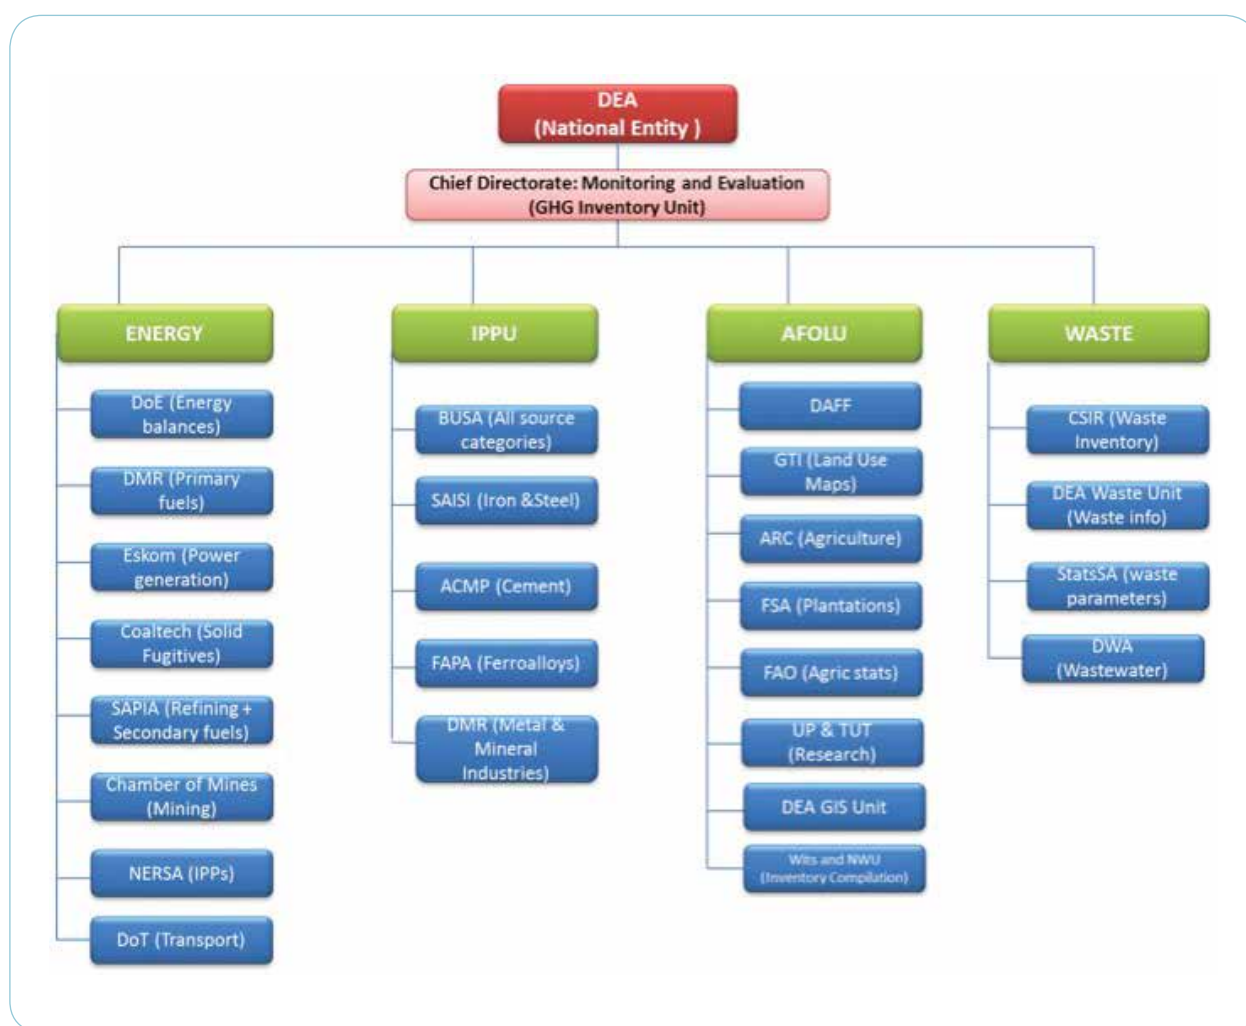 DEA
(National Entity )
Chief Directorate: Monitoring and Evaluation
(GHG Inventory Unit)
ENERGY
DoE (Energy
balances)
DMR (Primary
fuels)
Eskom (Power
generation)
Coaltech (Solid
Fugitives)
SAPIA (Refining +
Secondary fuels)
Chamber of Mines
(Mining)
NERSA (IPPs)
DoT (Transport)
IPPU
BUSA (All source
categories)
SAISI (Iron &Steel)
ACMP (Cement)
FAPA (Ferroalloys)
DMR (Metal &
Mineral
Industries)
AFOLU
DAFF
GTI (Land Use
Maps)
ARC (Agriculture)
FSA (Plantations)
FAO (Agric stats)
UP & TUT
(Research)
DEA GIS Unit
Wits and NWU
(Inventory Compilation)
WASTE
CSIR (Waste
Inventory)
DEA Waste Unit
(Waste info)
StatsSA (waste
parameters)
DWA
(Wastewater)